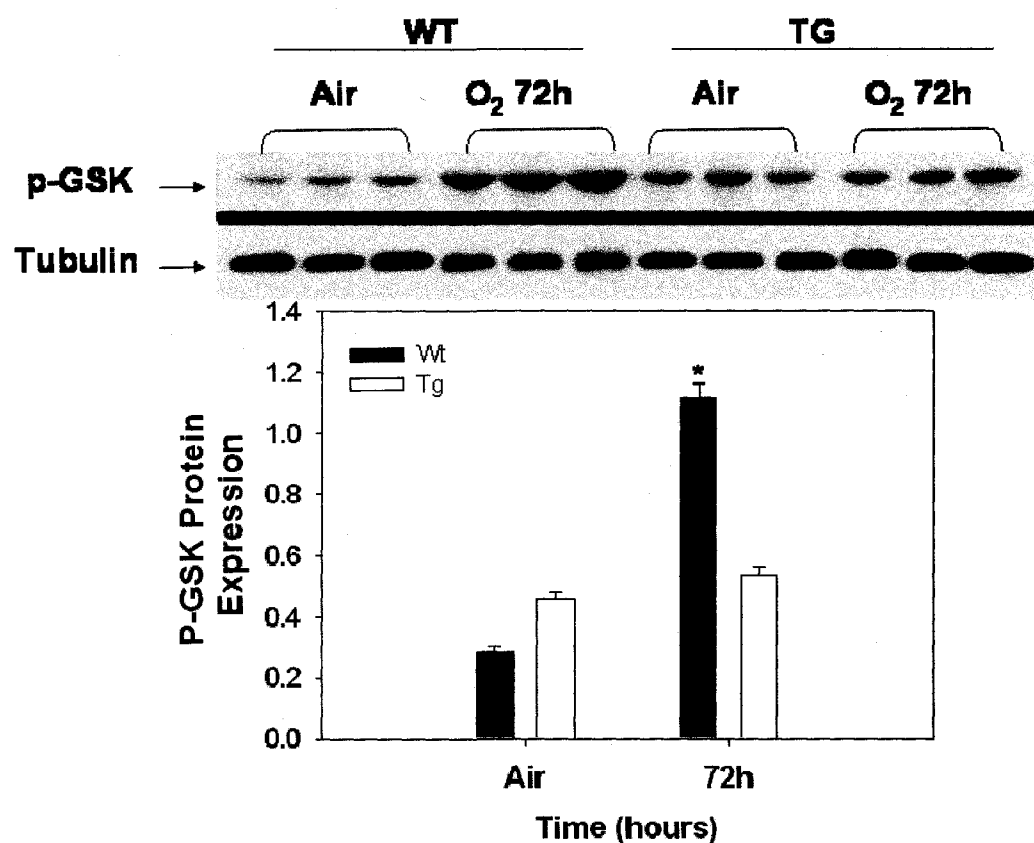 WT TG
Air O₂ 72h Air O₂ 72h
p-GSK
Tubulin
1.4
1.2
1.0
0.8
0.6
0.4
0.2
0.0
P-GSK Protein
Expression
Wt
Tg
*
Air 72h
Time (hours)